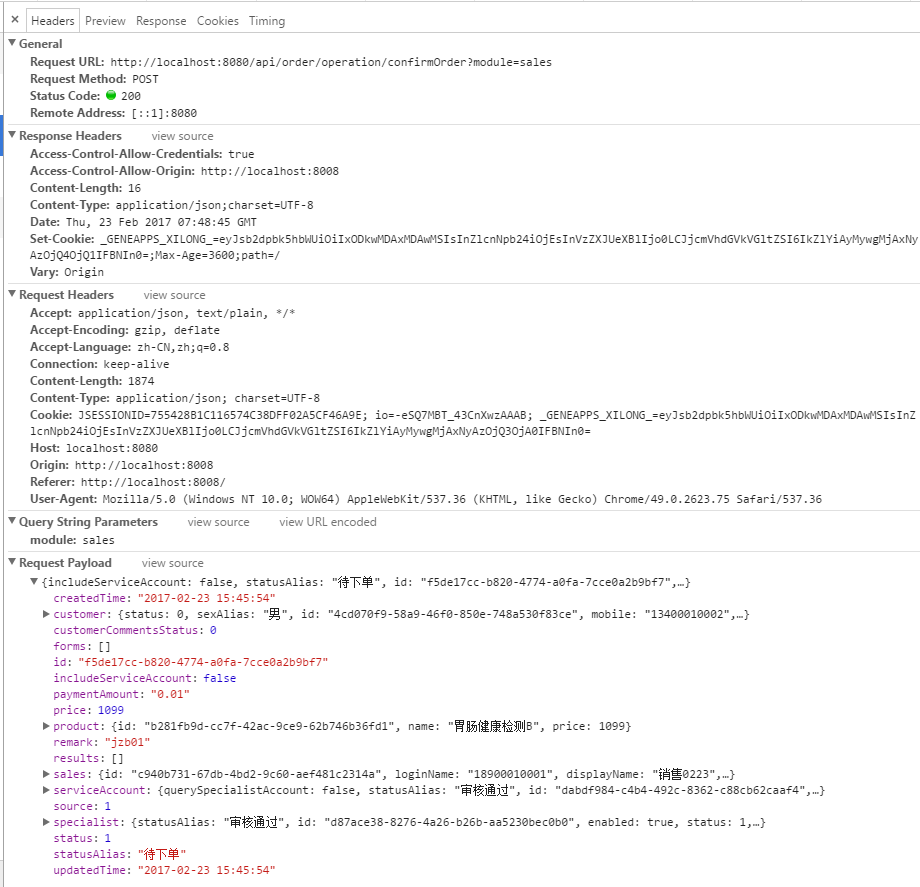 × Headers Preview Response Cookies Timing
▼ General
Request URL: http://localhost:8080/api/order/operation/confirmOrder?module=sales
Request Method: POST
Status Code: 200
Remote Address: [::1]:8080
▼ Response Headers view source
Access-Control-Allow-Credentials: true
Access-Control-Allow-Origin: http://localhost:8008
Content-Length: 16
Content-Type: application/json;charset=UTF-8
Date: Thu, 23 Feb 2017 07:48:45 GMT
Set-Cookie: _GENEAPPS_XILONG_=eyJsb2dpbk5hbWUiOiIxODkwMDAxMDAwMSIsInZlcnNpb24iOjEsInVzZXJUeXBlIjo0LCJjcmVhdGVkVGltZSI6IkZlYiAyMywgMjAxNy
AzOjQ4OjQ1IFBNIn0=;Max-Age=3600;path=/
Vary: Origin
▼ Request Headers view source
Accept: application/json, text/plain, */*
Accept-Encoding: gzip, deflate
Accept-Language: zh-CN,zh;q=0.8
Connection: keep-alive
Content-Length: 1874
Content-Type: application/json; charset=UTF-8
Cookie: JSESSIONID=755428B1C116574C38DFF02A5CF46A9E; io=-eSQ7MBT_43CnXwzAAAB; _GENEAPPS_XILONG_=eyJsb2dpbk5hbWUiOiIxODkwMDAxMDAwMSIsInZ
lcnNpb24iOjEsInVzZXJUeXBlIjo0LCJjcmVhdGVkVGltZSI6IkZlYiAyMywgMjAxNyAzOjQ3OjA0IFBNIn0=
Host: localhost:8080
Origin: http://localhost:8008
Referer: http://localhost:8008/
User-Agent: Mozilla/5.0 (Windows NT 10.0; WOW64) AppleWebKit/537.36 (KHTML, like Gecko) Chrome/49.0.2623.75 Safari/537.36
▼ Query String Parameters view source view URL encoded
module: sales
▼ Request Payload view source
▼ {includeServiceAccount: false, statusAlias: "待下单", id: "f5de17cc-b820-4774-a0fa-7cce0a2b9bf7",…}
createdTime: "2017-02-23 15:45:54"
▶ customer: {status: 0, sexAlias: "男", id: "4cd070f9-58a9-46f0-850e-748a530f83ce", mobile: "13400010002",…}
customerCommentsStatus: 0
forms: []
id: "f5de17cc-b820-4774-a0fa-7cce0a2b9bf7"
includeServiceAccount: false
paymentAmount: "0.01"
price: 1099
▶ product: {id: "b281fb9d-cc7f-42ac-9ce9-62b746b36fd1", name: "胃肠健康检测B", price: 1099}
remark: "jzb01"
results: []
▶ sales: {id: "c940b731-67db-4bd2-9c60-aef481c2314a", loginName: "18900010001", displayName: "销售0223",…}
▶ serviceAccount: {querySpecialistAccount: false, statusAlias: "审核通过", id: "dabdf984-c4b4-492c-8362-c88cb62caaf4",…}
source: 1
▶ specialist: {statusAlias: "审核通过", id: "d87ace38-8276-4a26-b26b-aa5230bec0b0", enabled: true, status: 1,…}
status: 1
statusAlias: "待下单"
updatedTime: "2017-02-23 15:45:54"